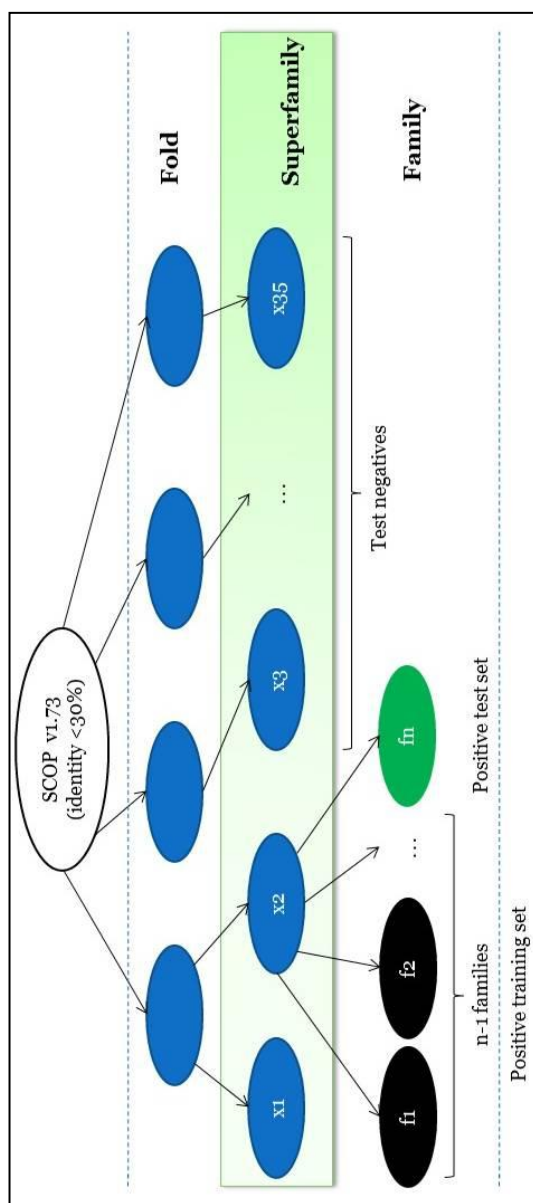 SCOP v1.73
(identity <30%)
Fold
x1
x2
x3
...
x35
Superfamily
Test negatives
f1
f2
...
fn
Family
n-1 families
Positive training set
Positive test set